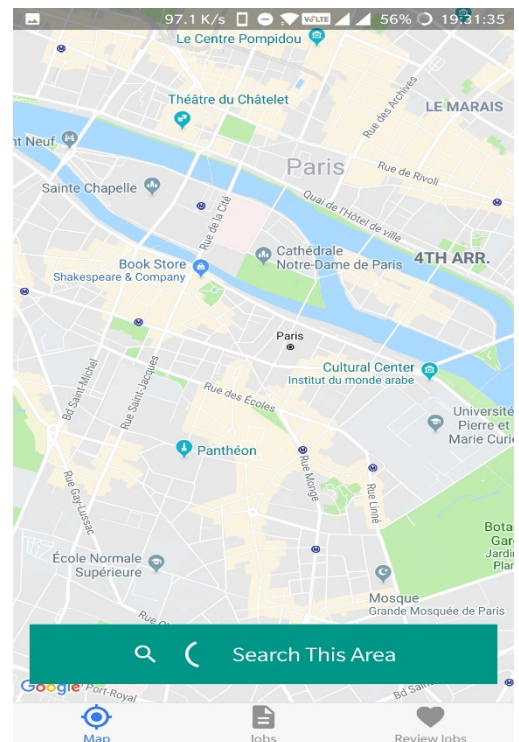 97.1 K/s VoLTE 56% 19:31:35
Le Centre Pompidou
Théâtre du Châtelet
Rue des Archives
LE MARAIS
nt Neuf
Paris
Rue de Rivoli
Sainte Chapelle
Quai de l'Hôtel de ville
Rue de la Cité
Cathédrale
Notre-Dame de Paris
4TH ARR.
Book Store
Shakespeare & Company
Paris
Cultural Center
Institut du monde arabe
Bd Saint-Michel
Rue Saint-Jacques
Rue des Écoles
Université
Pierre et
Marie Curie
Panthéon
Rue Monge
Rue Linné
Rue Gay-Lussac
Bota
Gar
Jardi
Plan
École Normale
Supérieure
Mosque
Grande Mosquée de Paris
Search This Area
Google
Port-Royal
Map
Jobs
Review Jobs